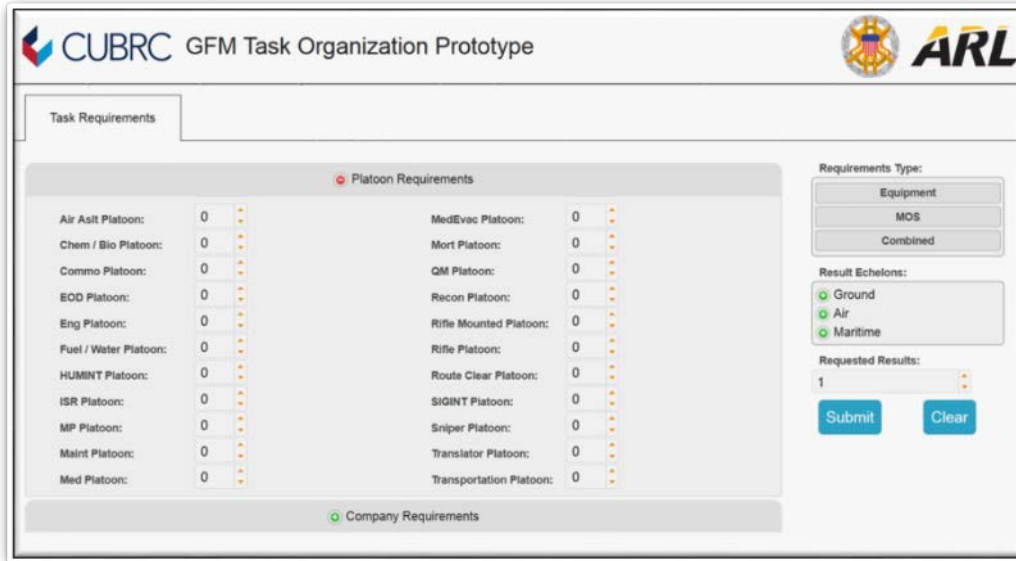 CUBRC GFM Task Organization Prototype
ARL
Task Requirements
Platoon Requirements
Air Aslt Platoon: 0
Chem / Bio Platoon: 0
Commo Platoon: 0
EOD Platoon: 0
Eng Platoon: 0
Fuel / Water Platoon: 0
HUMINT Platoon: 0
ISR Platoon: 0
MP Platoon: 0
Maint Platoon: 0
Med Platoon: 0
MedEvac Platoon: 0
Mort Platoon: 0
QM Platoon: 0
Recon Platoon: 0
Rifle Mounted Platoon: 0
Rifle Platoon: 0
Route Clear Platoon: 0
SIGINT Platoon: 0
Sniper Platoon: 0
Translator Platoon: 0
Transportation Platoon: 0
Company Requirements
Requirements Type:
Equipment
MOS
Combined
Result Echelons:
Ground
Air
Maritime
Requested Results:
1
Submit Clear